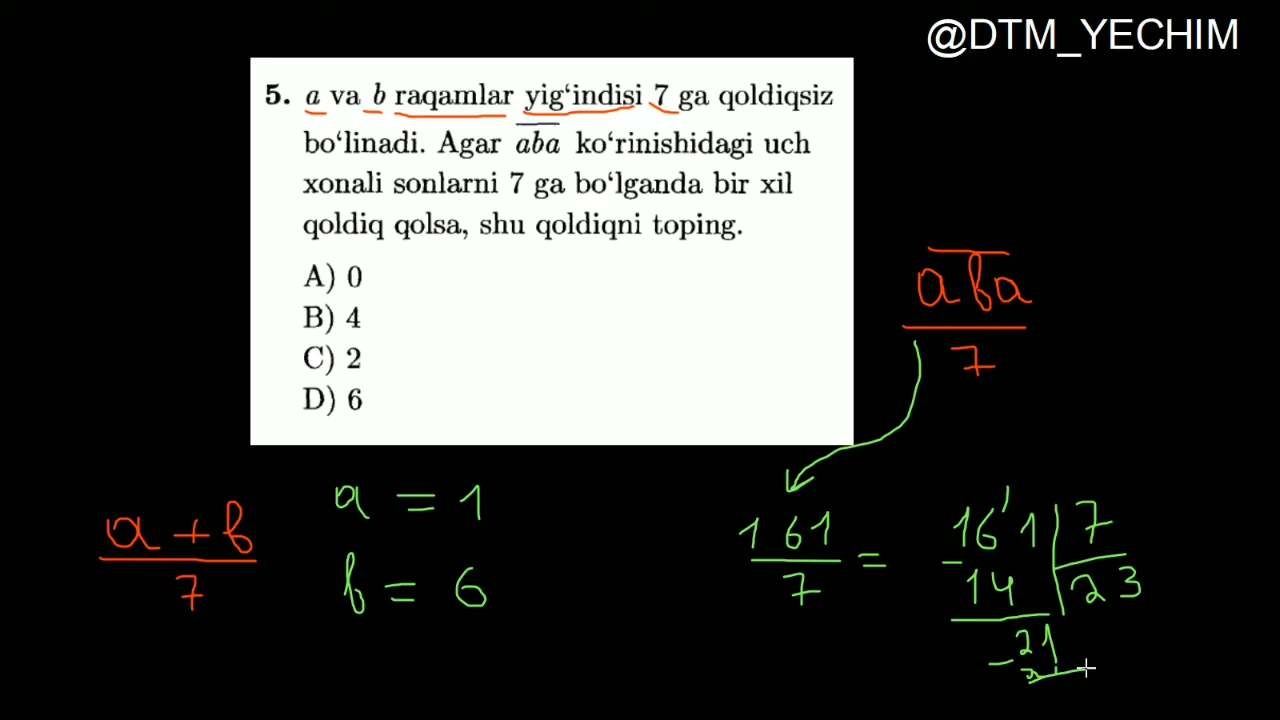 @DTM_YECHIM
5. a va b raqamlar yig‘indisi 7 ga qoldiqsiz
bo‘linadi. Agar aba ko‘rinishidagi uch
xonali sonlarni 7 ga bo‘lganda bir xil
qoldiq qolsa, shu qoldiqni toping.
A) 0
B) 4
C) 2
D) 6
aba
7
a + b
7
a = 1
b = 6
161
7
=
-16'1 | 7
14 | 23
-21